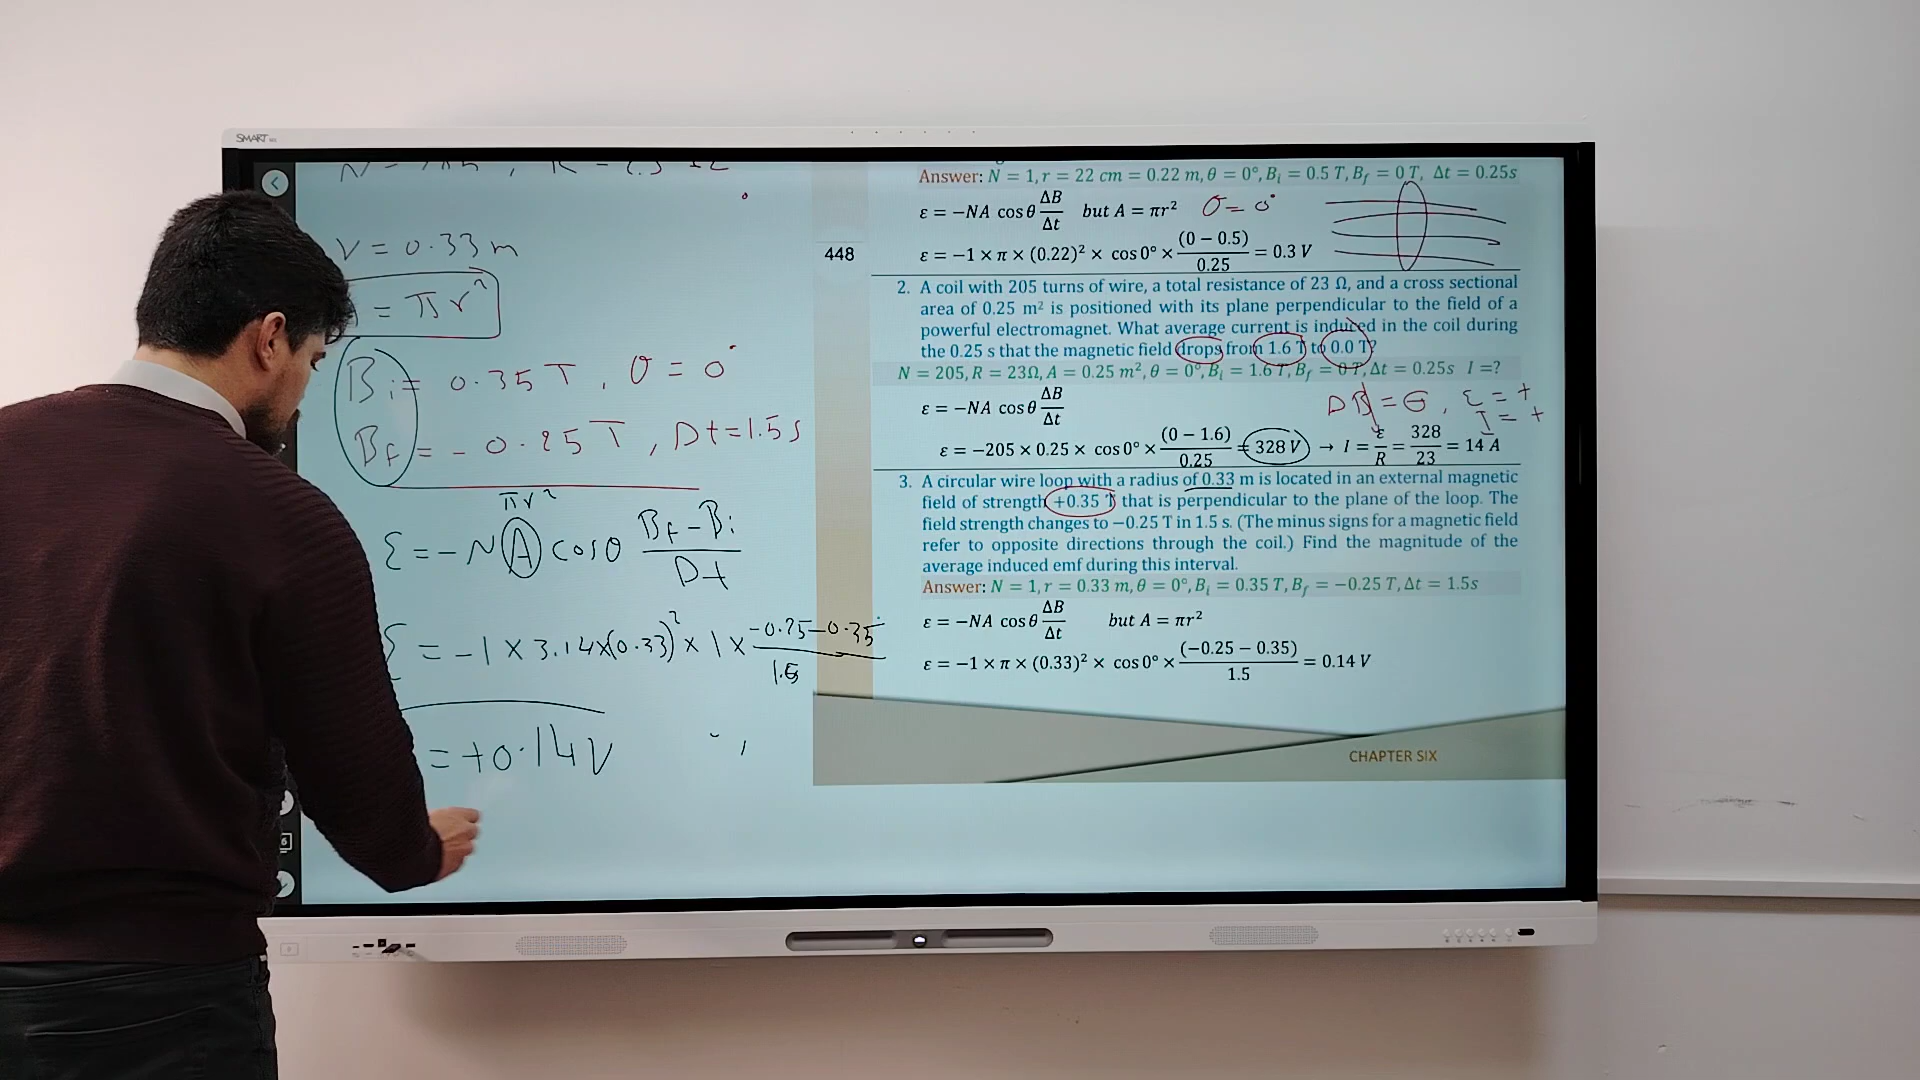 SMART
V = 0.33 m
= πr²
Bi = 0.35 T , θ = 0°
Bf = - 0.25 T , Dt = 1.5 s
πr²
ε = - N A cosθ Bf - Bi / Dt
ε = -1 × 3.14 × (0.33)² × 1 × -0.25 - 0.35 / 1.5
= +0.14 V
448
Answer: N = 1, r = 22 cm = 0.22 m, θ = 0°, Bi = 0.5 T, Bf = 0 T, Δt = 0.25s
ε = −NA cos θ ΔB/Δt but A = πr² θ = 0°
ε = −1 × π × (0.22)² × cos 0° × (0 − 0.5)/0.25 = 0.3 V
2. A coil with 205 turns of wire, a total resistance of 23 Ω, and a cross sectional
area of 0.25 m² is positioned with its plane perpendicular to the field of a
powerful electromagnet. What average current is induced in the coil during
the 0.25 s that the magnetic field drops from 1.6 T to 0.0 T?
N = 205, R = 23Ω, A = 0.25 m², θ = 0°, Bi = 1.6 T, Bf = 0 T, Δt = 0.25s I =?
ε = −NA cos θ ΔB/Δt
DB = ⊖ , ε = +
I = +
ε = −205 × 0.25 × cos 0° × (0 − 1.6)/0.25 = 328 V → I = ε/R = 328/23 = 14 A
3. A circular wire loop with a radius of 0.33 m is located in an external magnetic
field of strength +0.35 T that is perpendicular to the plane of the loop. The
field strength changes to −0.25 T in 1.5 s. (The minus signs for a magnetic field
refer to opposite directions through the coil.) Find the magnitude of the
average induced emf during this interval.
Answer: N = 1, r = 0.33 m, θ = 0°, Bi = 0.35 T, Bf = −0.25 T, Δt = 1.5s
ε = −NA cos θ ΔB/Δt but A = πr²
ε = −1 × π × (0.33)² × cos 0° × (−0.25 − 0.35)/1.5 = 0.14 V
CHAPTER SIX